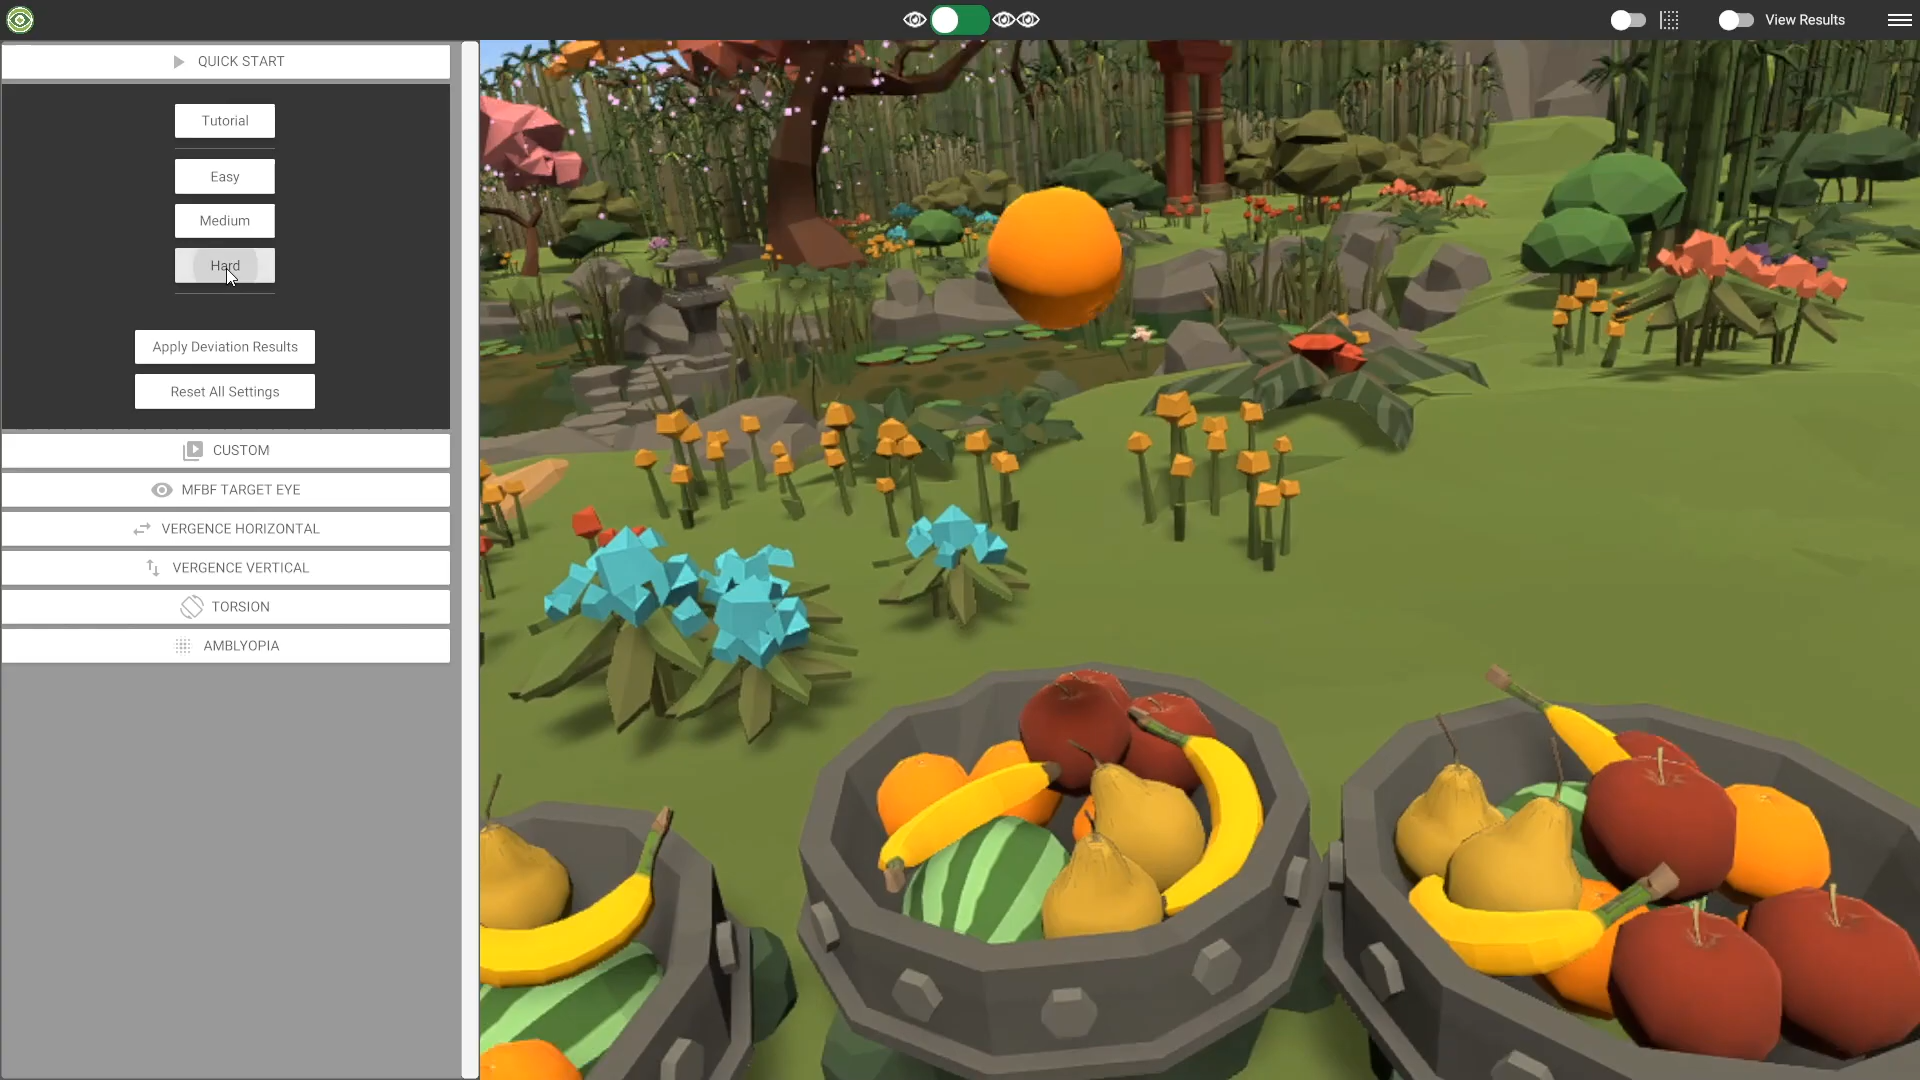 View Results
QUICK START
Tutorial
Easy
Medium
Hard
Apply Deviation Results
Reset All Settings
CUSTOM
MFBF TARGET EYE
VERGENCE HORIZONTAL
VERGENCE VERTICAL
TORSION
AMBLYOPIA